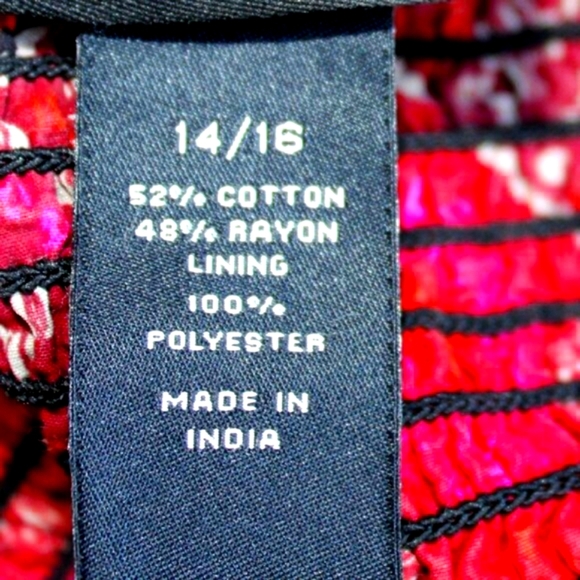 14/16
52% COTTON
48% RAYON
LINING
100%
POLYESTER
MADE IN
INDIA